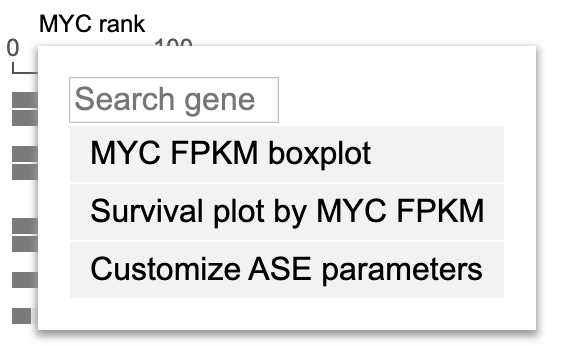 MYC rank
0 100
Search gene
MYC FPKM boxplot
Survival plot by MYC FPKM
Customize ASE parameters